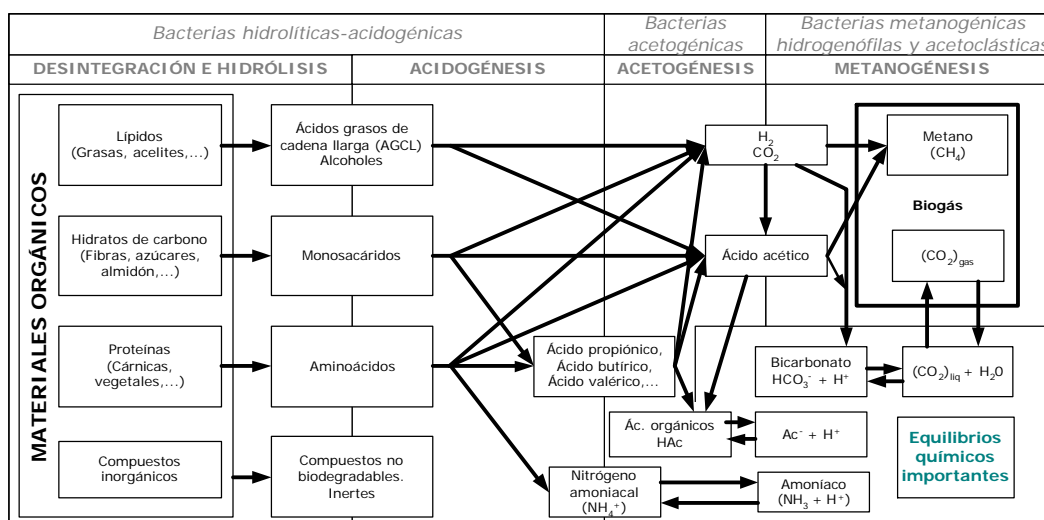 Bacterias hidrolíticas-acidogénicas
Bacterias
acetogénicas
Bacterias metanogénicas
hidrogenófilas y acetoclásticas
DESINTEGRACIÓN E HIDRÓLISIS
ACIDOGÉNESIS
ACETOGÉNESIS
METANOGÉNESIS
MATERIALES ORGÁNICOS
Lípidos
(Grasas, acelites,...)
Ácidos grasos de
cadena llarga (AGCL)
Alcoholes
H2
CO2
Metano
(CH4)
Biogás
Hidratos de carbono
(Fibras, azúcares,
almidón,...)
Monosacáridos
Ácido acético
(CO2)gas
Proteínas
(Cárnicas,
vegetales,...)
Aminoácidos
Ácido propiónico,
Ácido butírico,
Ácido valérico,...
Bicarbonato
HCO3- + H+
(CO2)liq + H20
Ác. orgánicos
HAc
Ac- + H+
Equilibrios
químicos
importantes
Compuestos
inorgánicos
Compuestos no
biodegradables.
Inertes
Nitrógeno
amoniacal
(NH4+)
Amoníaco
(NH3 + H+)